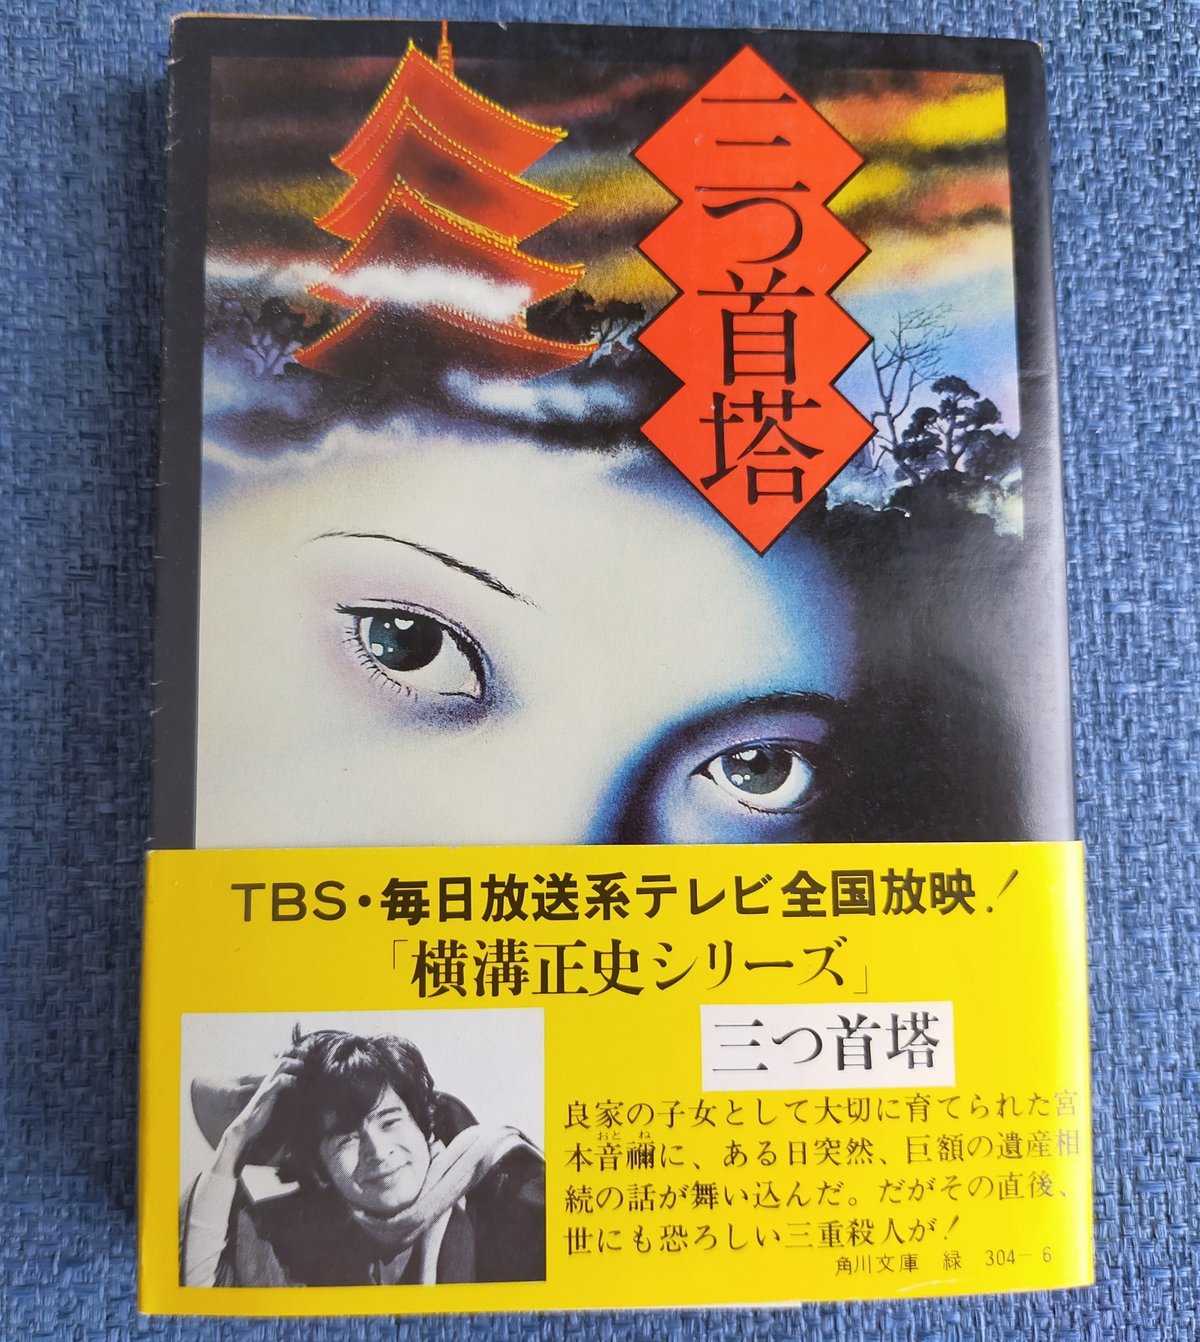 三つ首塔
TBS・毎日放送系テレビ全国放映!
「横溝正史シリーズ」
三つ首塔
良家の子女として大切に育てられた宮
おと ね
本音禰に、ある日突然、巨額の遺産相
続の話が舞い込んだ。だがその直後、
世にも恐ろしい三重殺人が!
角川文庫 緑 304-6